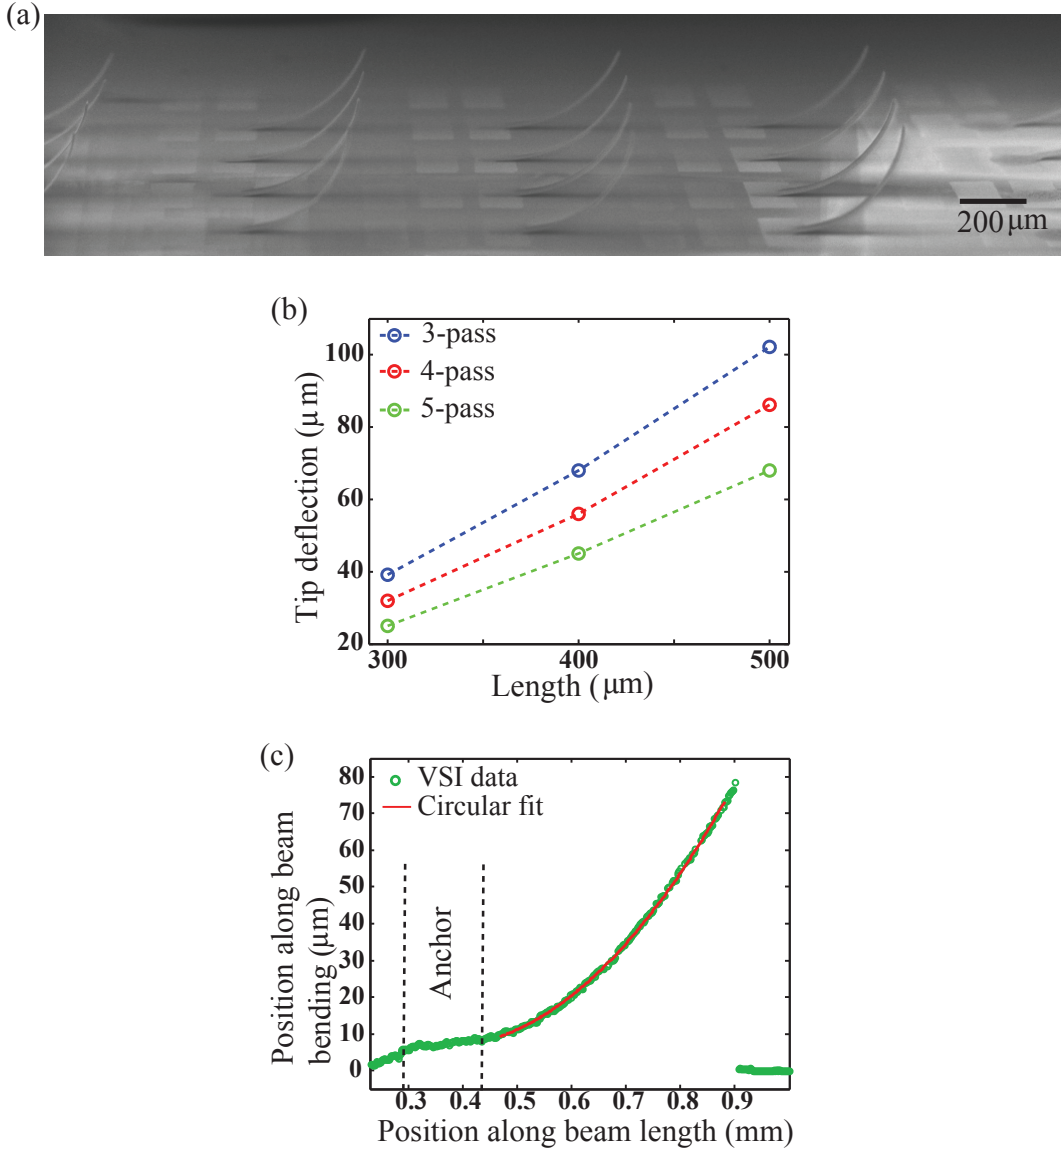 (a)
200 μm
(b)
3-pass
4-pass
5-pass
100
80
60
40
20
Tip deflection (μm)
300
400
500
Length (μm)
(c)
VSI data
Circular fit
Anchor
80
70
60
50
40
30
20
10
0
Position along beam
bending (μm)
0.3
0.4
0.5
0.6
0.7
0.8
0.9
Position along beam length (mm)